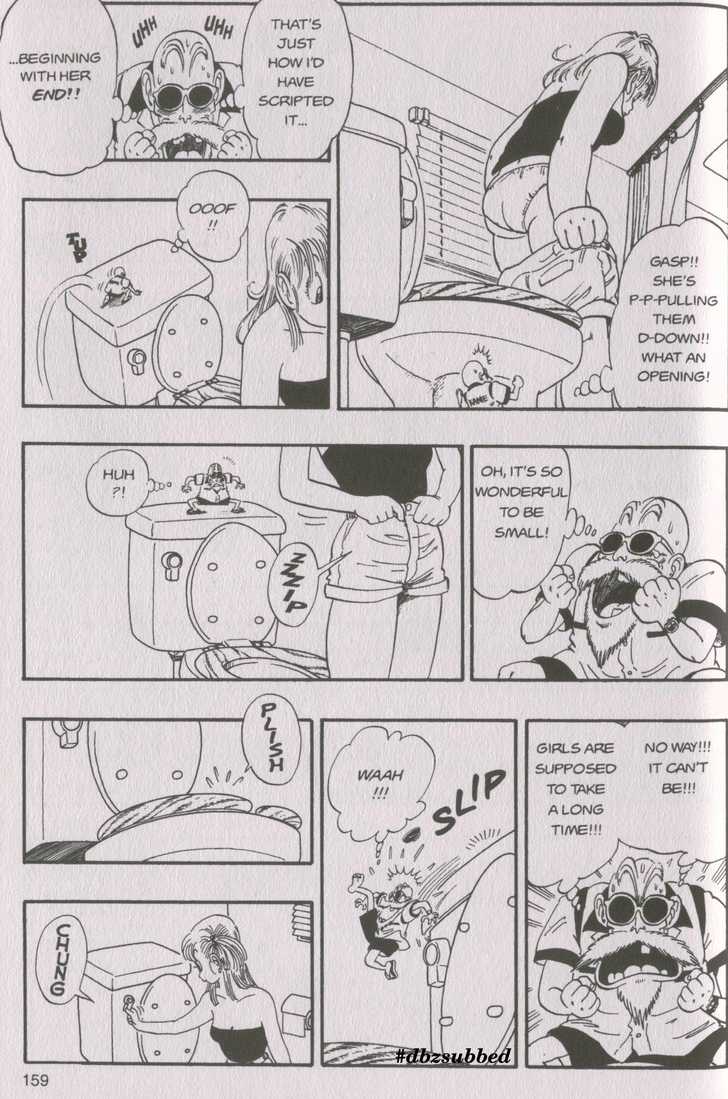 GASP!!
SHE'S
P-P-PULLING
THEM
D-DOWN!!
WHAT AN
OPENING!
KAME
THAT'S
JUST
HOW I'D
HAVE
SCRIPTED
IT...
UHH
UHH
...BEGINNING
WITH HER
END!!
OOOF
!!
TUP
OH, IT'S SO
WONDERFUL
TO BE
SMALL!
ZZZIP
HUH
?!
NO WAY!!!
IT CAN'T
BE!!!
GIRLS ARE
SUPPOSED
TO TAKE
A LONG
TIME!!!
SLIP
WAAH
!!!
PLISH
CHUNG
#dbzsubbed
159